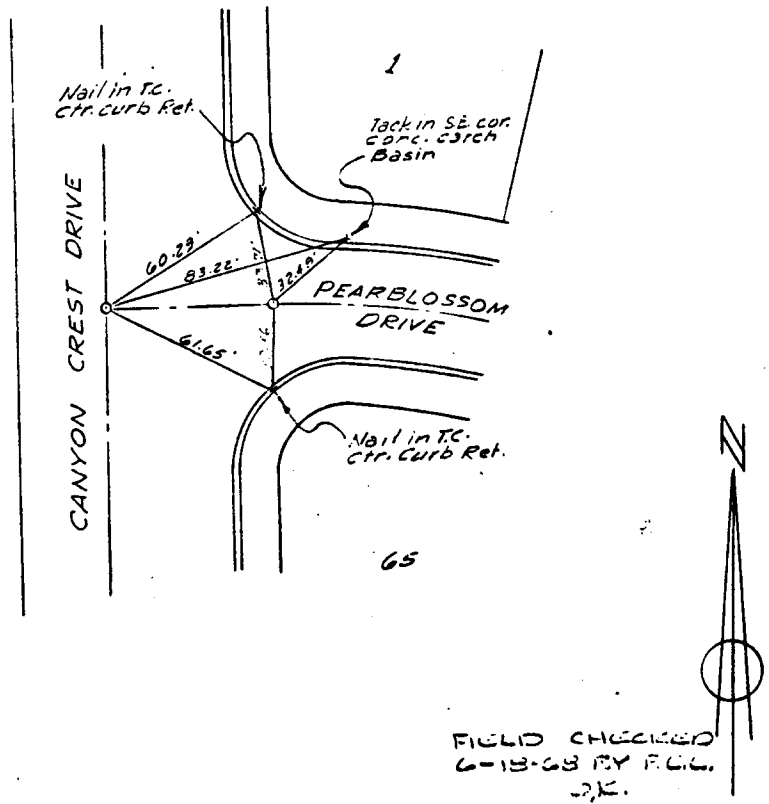 1
Nail in T.C.
ctr. curb Ret.
Tack in SE. cor.
conc. catch
Basin
CANYON CREST DRIVE
60.29'
83.22'
32.49'
PEARBLOSSOM
DRIVE
61.65'
Nail in T.C.
ctr. Curb Ret.
65
N
FIELD CHECKED
6-18-68 BY
O.K.